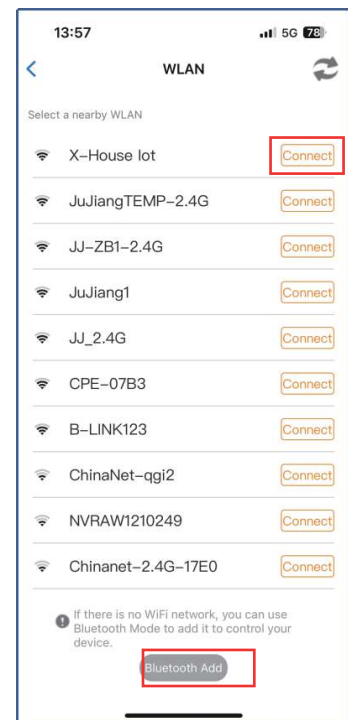 13:57 5G 78
WLAN
Select a nearby WLAN
X-House lot Connect
JuJiangTEMP-2.4G Connect
JJ-ZB1-2.4G Connect
JuJiang1 Connect
JJ_2.4G Connect
CPE-07B3 Connect
B-LINK123 Connect
ChinaNet-qgi2 Connect
NVRAW1210249 Connect
Chinanet-2.4G-17E0 Connect
If there is no WiFi network, you can use
Bluetooth Mode to add it to control your
device.
Bluetooth Add